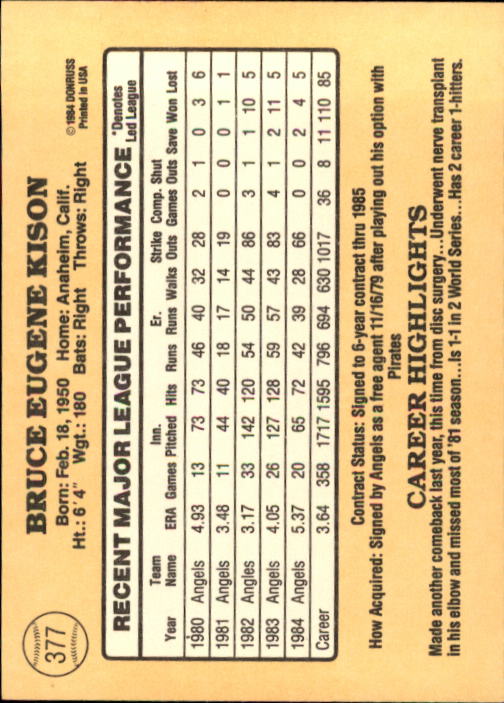 377
BRUCE EUGENE KISON
Born: Feb. 18, 1950 Home: Anaheim, Calif.
Ht.: 6'4" Wgt.: 180 Bats: Right Throws: Right
© 1984 DONRUSS
Printed in USA
RECENT MAJOR LEAGUE PERFORMANCE *Denotes Led League
Year Team Name ERA Games Inn. Pitched Hits Runs Er. Runs Walks Strike Outs Comp. Games Shut Outs Save Won Lost
1980 Angels 4.93 13 73 73 46 40 32 28 2 1 0 3 6
1981 Angels 3.48 11 44 40 18 17 14 19 0 0 0 1 1
1982 Angles 3.17 33 142 120 54 50 44 86 3 1 1 10 5
1983 Angels 4.05 26 127 128 59 57 43 83 4 1 2 11 5
1984 Angels 5.37 20 65 72 42 39 28 66 0 0 2 4 5
Career 3.64 358 1717 1595 796 694 630 1017 36 8 11 110 85
Contract Status: Signed to 6-year contract thru 1985
How Acquired: Signed by Angels as a free agent 11/16/79 after playing out his option with
Pirates
CAREER HIGHLIGHTS
Made another comeback last year, this time from disc surgery...Underwent nerve transplant
in his elbow and missed most of '81 season...Is 1-1 in 2 World Series...Has 2 career 1-hitters.